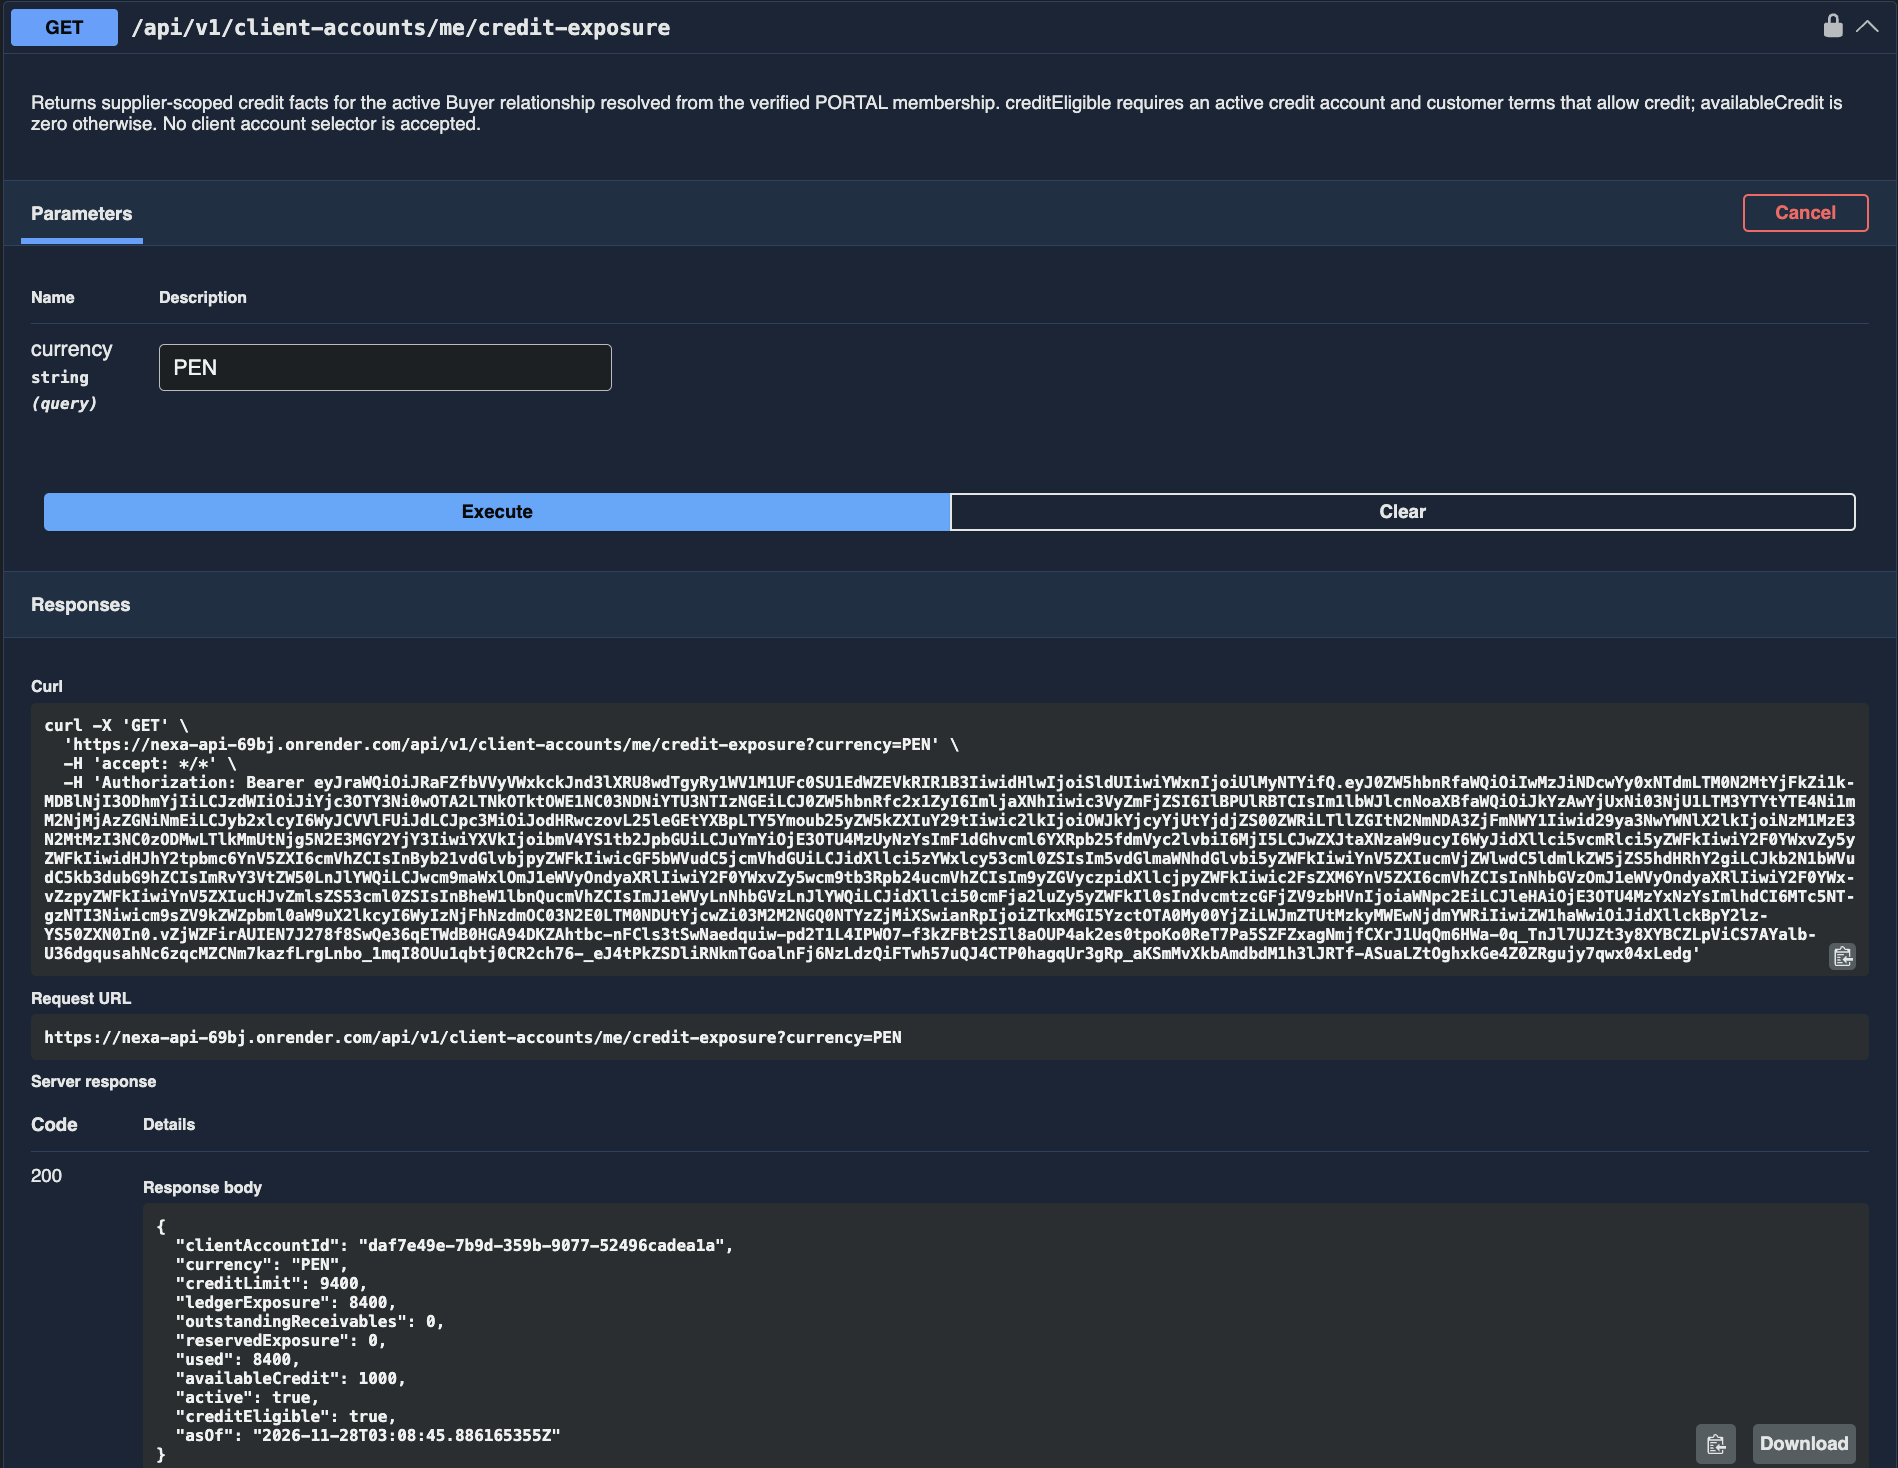 GET /api/v1/client-accounts/me/credit-exposure
Returns supplier-scoped credit facts for the active Buyer relationship resolved from the verified PORTAL membership. creditEligible requires an active credit account and customer terms that allow credit; availableCredit is
zero otherwise. No client account selector is accepted.
Parameters
Cancel
Name Description
currency
string
(query)
PEN
Execute Clear
Responses
Curl
curl -X 'GET' \
'https://nexa-api-69bj.onrender.com/api/v1/client-accounts/me/credit-exposure?currency=PEN' \
-H 'accept: */*' \
-H 'Authorization: Bearer
Request URL
https://nexa-api-69bj.onrender.com/api/v1/client-accounts/me/credit-exposure?currency=PEN
Server response
Code Details
200
Response body
{
"clientAccountId": "daf7e49e-7b9d-359b-9077-52496cadea1a",
"currency": "PEN",
"creditLimit": 9400,
"ledgerExposure": 8400,
"outstandingReceivables": 0,
"reservedExposure": 0,
"used": 8400,
"availableCredit": 1000,
"active": true,
"creditEligible": true,
"asOf": "2026-11-28T03:08:45.886165355Z"
}
Download